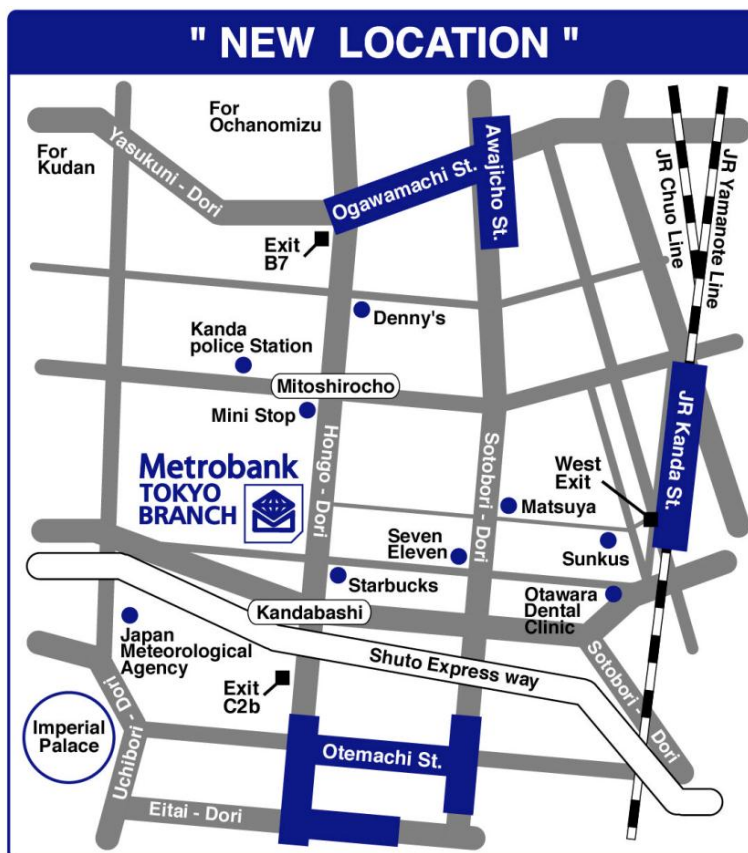 " NEW LOCATION "
For
Ochanomizu
For
Kudan
Yasukuni - Dori
Ogawamachi St.
Awajicho St.
JR Chuo Line
JR Yamanote Line
Exit
B7
Denny's
Kanda
police Station
Mitoshirocho
Mini Stop
JR Kanda St.
Hongo - Dori
Sotobori - Dori
Metrobank
TOKYO
BRANCH
West
Exit
Matsuya
Seven
Eleven
Sunkus
Starbucks
Otawara
Dental
Clinic
Kandabashi
Japan
Meteorological
Agency
Shuto Express way
Sotobori - Dori
Exit
C2b
Imperial
Palace
Uchibori - Dori
Otemachi St.
Eitai - Dori